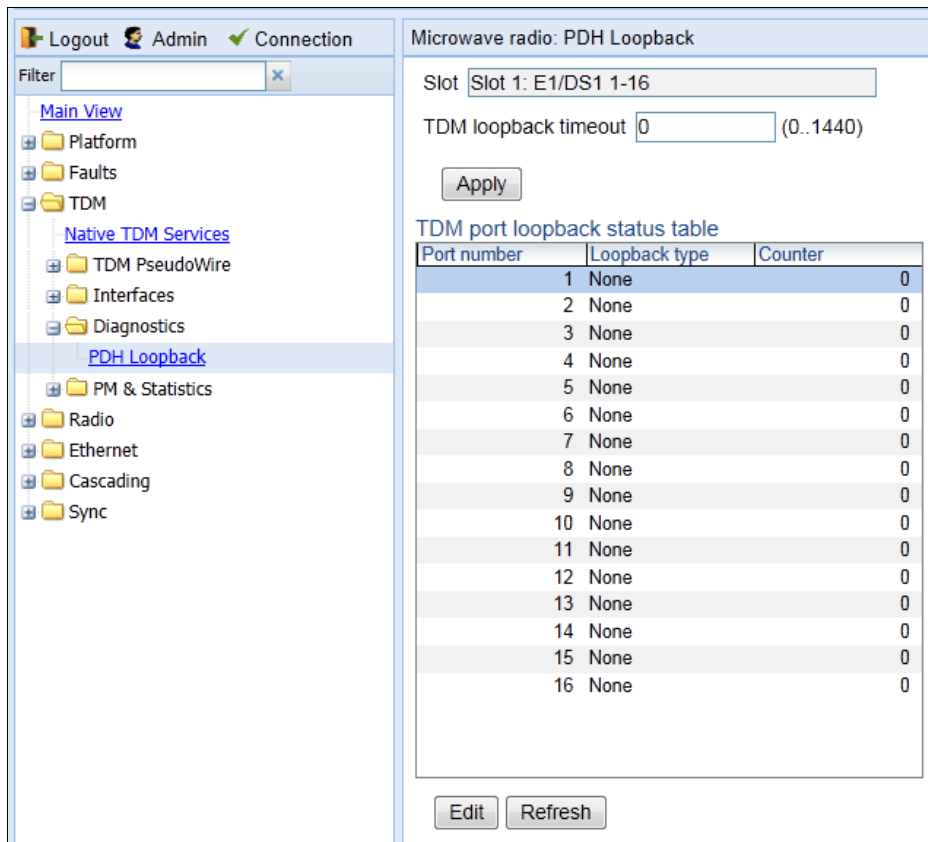 Logout Admin Connection
Filter
Main View
Platform
Faults
TDM
Native TDM Services
TDM PseudoWire
Interfaces
Diagnostics
PDH Loopback
PM & Statistics
Radio
Ethernet
Cascading
Sync
Microwave radio: PDH Loopback
Slot Slot 1: E1/DS1 1-16
TDM loopback timeout 0 (0..1440)
Apply
TDM port loopback status table
Port number Loopback type Counter
1 None 0
2 None 0
3 None 0
4 None 0
5 None 0
6 None 0
7 None 0
8 None 0
9 None 0
10 None 0
11 None 0
12 None 0
13 None 0
14 None 0
15 None 0
16 None 0
Edit Refresh